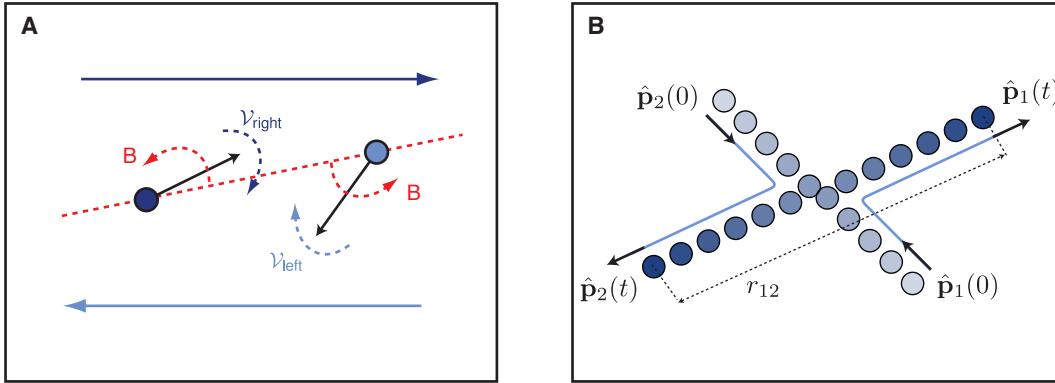 A
𝒱right
B
B
𝒱left
B
p̂₂(0)
p̂₁(t)
r₁₂
p̂₂(t)
p̂₁(0)